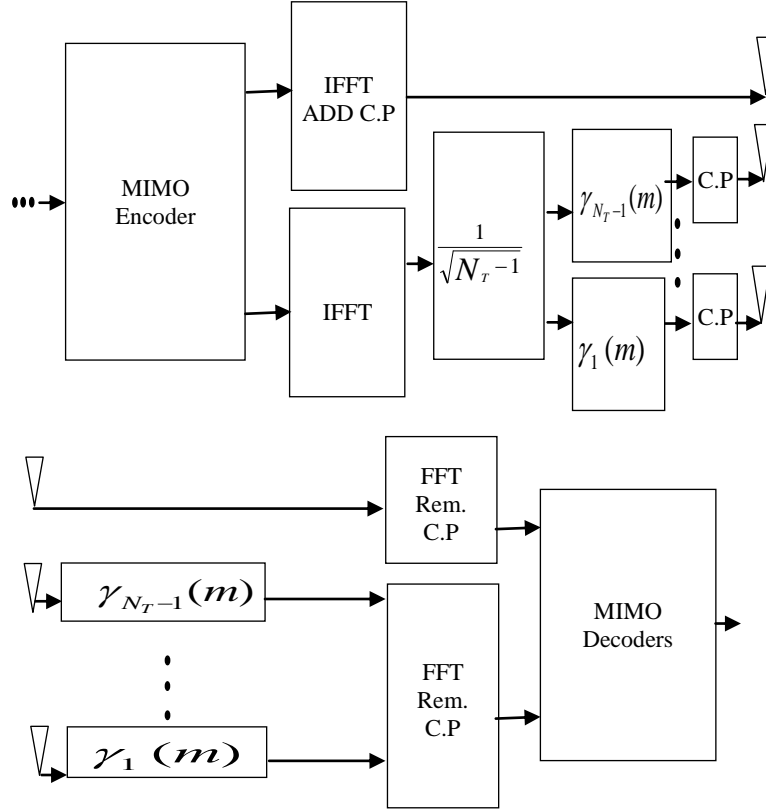 MIMO
Encoder
IFFT
ADD C.P
IFFT
1
√N_T -1
γ_{N_T-1}(m)
γ_1(m)
C.P
C.P
FFT
Rem.
C.P
γ_{N_T-1}(m)
γ_1 (m)
FFT
Rem.
C.P
MIMO
Decoders